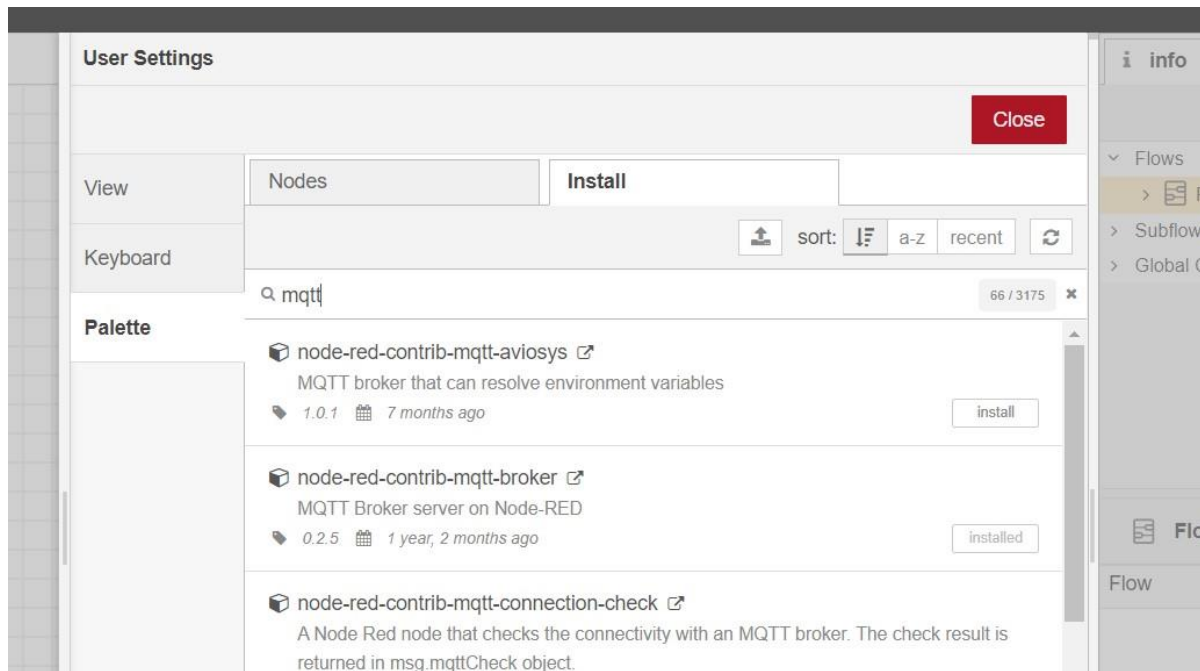 User Settings
Close
View
Keyboard
Palette
Nodes
Install
sort:
a-z
recent
mqtt
66 / 3175
node-red-contrib-mqtt-aviosys
MQTT broker that can resolve environment variables
1.0.1 7 months ago
install
node-red-contrib-mqtt-broker
MQTT Broker server on Node-RED
0.2.5 1 year, 2 months ago
installed
node-red-contrib-mqtt-connection-check
A Node Red node that checks the connectivity with an MQTT broker. The check result is
returned in msg.mqttCheck object.
info
Flows
Subflow
Global
Flow